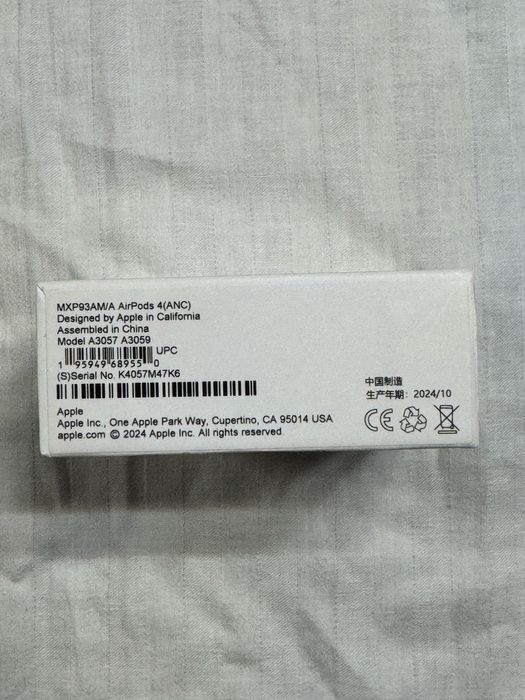 MXP93AM/A AirPods 4(ANC)
Designed by Apple in California
Assembled in China
Model A3057 A3059
UPC
1 95949 68955 0
(S)Serial No. K4057M47K6
Apple
Apple Inc., One Apple Park Way, Cupertino, CA 95014 USA
apple.com © 2024 Apple Inc. All rights reserved.
中国制造
生产年期: 2024/10
CE